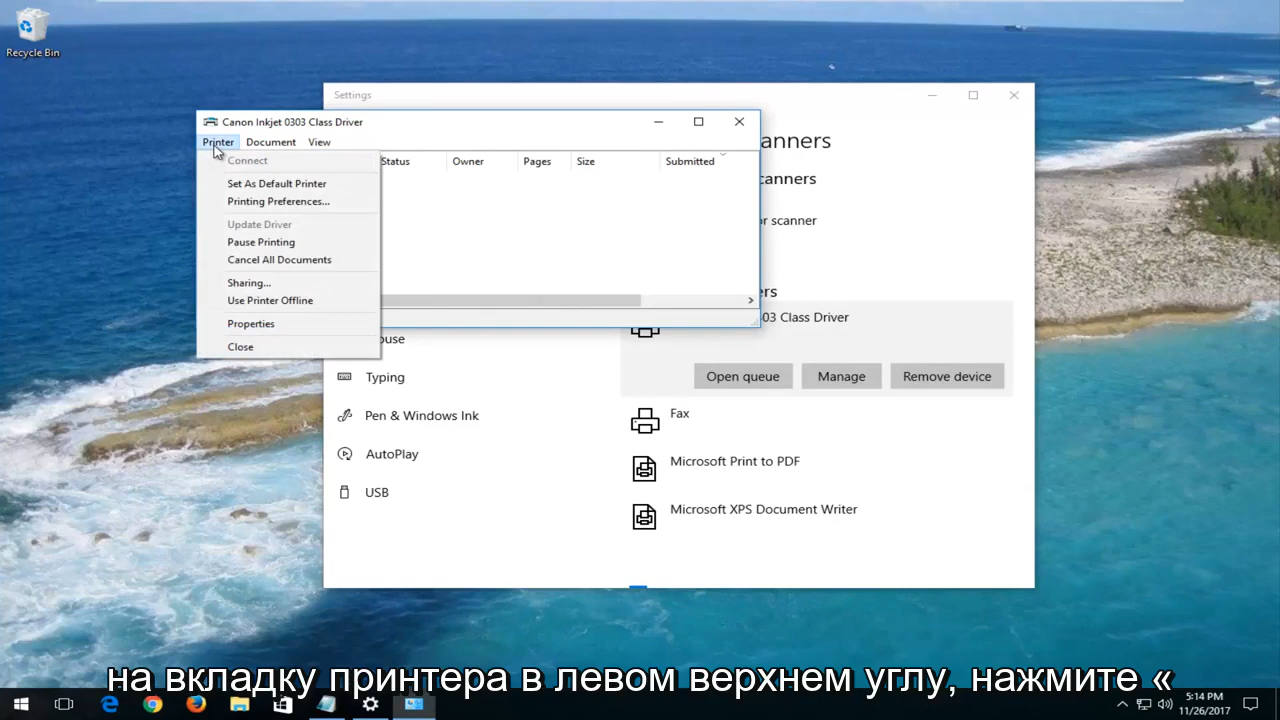 Recycle Bin
Settings
Canon Inkjet 0303 Class Driver
Printer Document View
Status Owner Pages Size Submitted
Connect
Set As Default Printer
Printing Preferences...
Update Driver
Pause Printing
Cancel All Documents
Sharing...
Use Printer Offline
Properties
Close
anners
canners
or scanner
ers
03 Class Driver
Open queue Manage Remove device
Fax
Microsoft Print to PDF
Microsoft XPS Document Writer
ouse
Typing
Pen & Windows Ink
AutoPlay
USB
на вкладку принтера в левом верхнем углу, нажмите «
5:14 PM
11/26/2017